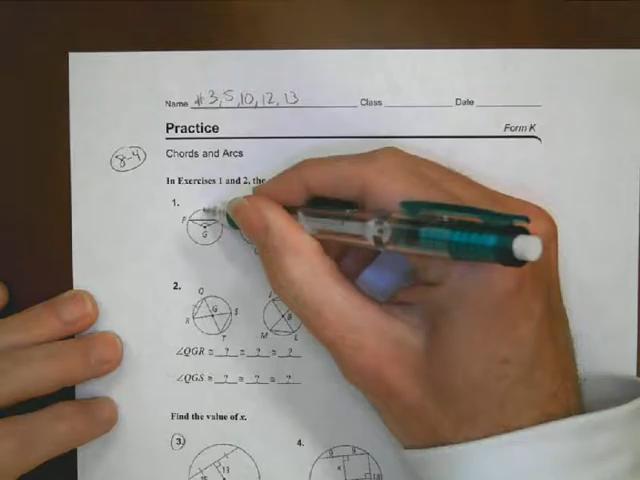 Name #3,5,10,12,13 Class Date
Practice Form K
8-4 Chords and Arcs
In Exercises 1 and 2, the
1.
P
G
2.
Q
G
R S
T
M L
∠QGR ≅ ? ≅ ? ≅ ?
∠QGS ≅ ? ≅ ? ≅ ?
Find the value of x.
3. 4.
13
x